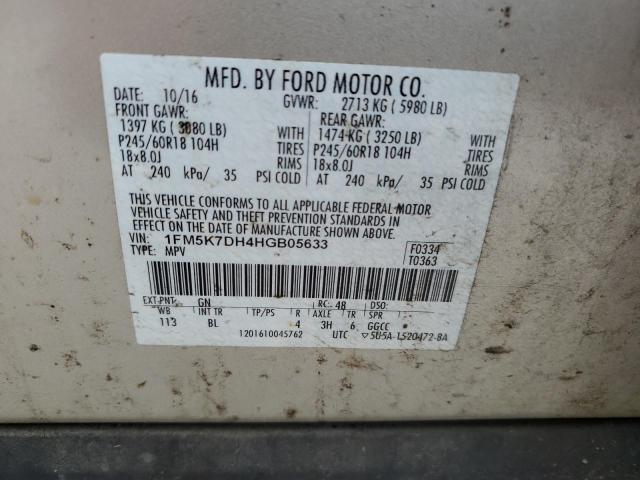 MFD. BY FORD MOTOR CO.
DATE: 10/16 GVWR: 2713 KG ( 5980 LB)
FRONT GAWR: REAR GAWR:
1397 KG ( 3080 LB) WITH 1474 KG ( 3250 LB) WITH
P245/60R18 104H TIRES P245/60R18 104H TIRES
18x8.0J RIMS 18x8.0J RIMS
AT 240 kPa/ 35 PSI COLD AT 240 kPa/ 35 PSI COLD
THIS VEHICLE CONFORMS TO ALL APPLICABLE FEDERAL MOTOR
VEHICLE SAFETY AND THEFT PREVENTION STANDARDS IN
EFFECT ON THE DATE OF MANUFACTURE SHOWN ABOVE.
VIN: 1FM5K7DH4HGB05633 F0334
TYPE: MPV T0363
EXT PNT: GN RC: 48 DSO:
WB INT TR TP/PS R AXLE TR SPR
113 BL 4 3H 6 GGCC
1201610045762 UTC ▽5U5A-1520472-BA